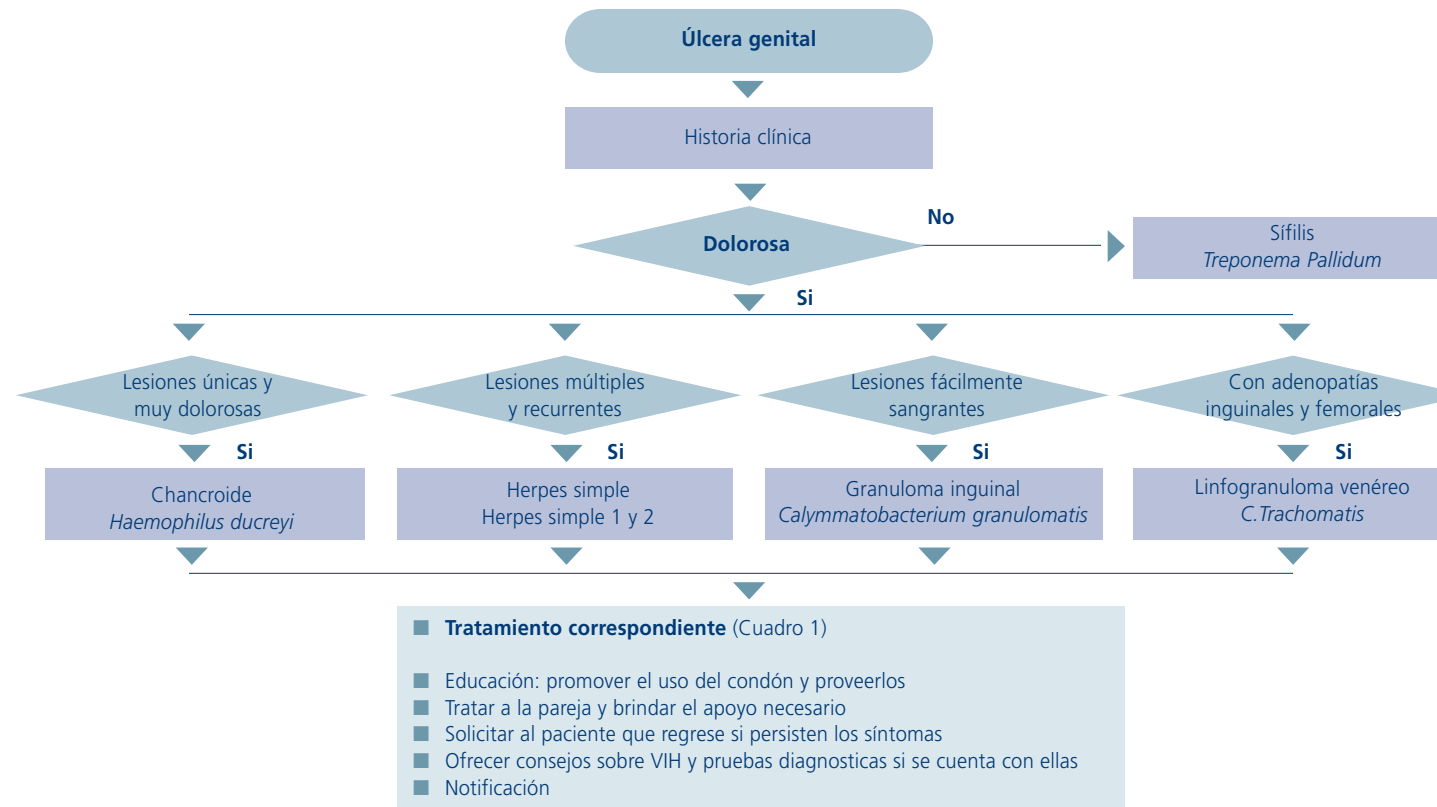 Úlcera genital
Historia clínica
Dolorosa
No
Sífilis
Treponema Pallidum
Si
Lesiones únicas y
muy dolorosas
Lesiones múltiples
y recurrentes
Lesiones fácilmente
sangrantes
Con adenopatías
inguinales y femorales
Si
Si
Si
Si
Chancroide
Haemophilus ducreyi
Herpes simple
Herpes simple 1 y 2
Granuloma inguinal
Calymmatobacterium granulomatis
Linfogranuloma venéreo
C.Trachomatis
Tratamiento correspondiente (Cuadro 1)
Educación: promover el uso del condón y proveerlos
Tratar a la pareja y brindar el apoyo necesario
Solicitar al paciente que regrese si persisten los síntomas
Ofrecer consejos sobre VIH y pruebas diagnosticas si se cuenta con ellas
Notificación